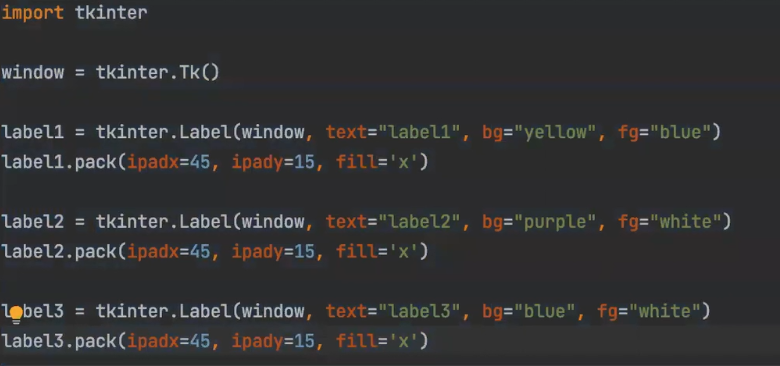 import tkinter
window = tkinter.Tk()
label1 = tkinter.Label(window, text="label1", bg="yellow", fg="blue")
label1.pack(ipadx=45, ipady=15, fill='x')
label2 = tkinter.Label(window, text="label2", bg="purple", fg="white")
label2.pack(ipadx=45, ipady=15, fill='x')
label3 = tkinter.Label(window, text="label3", bg="blue", fg="white")
label3.pack(ipadx=45, ipady=15, fill='x')